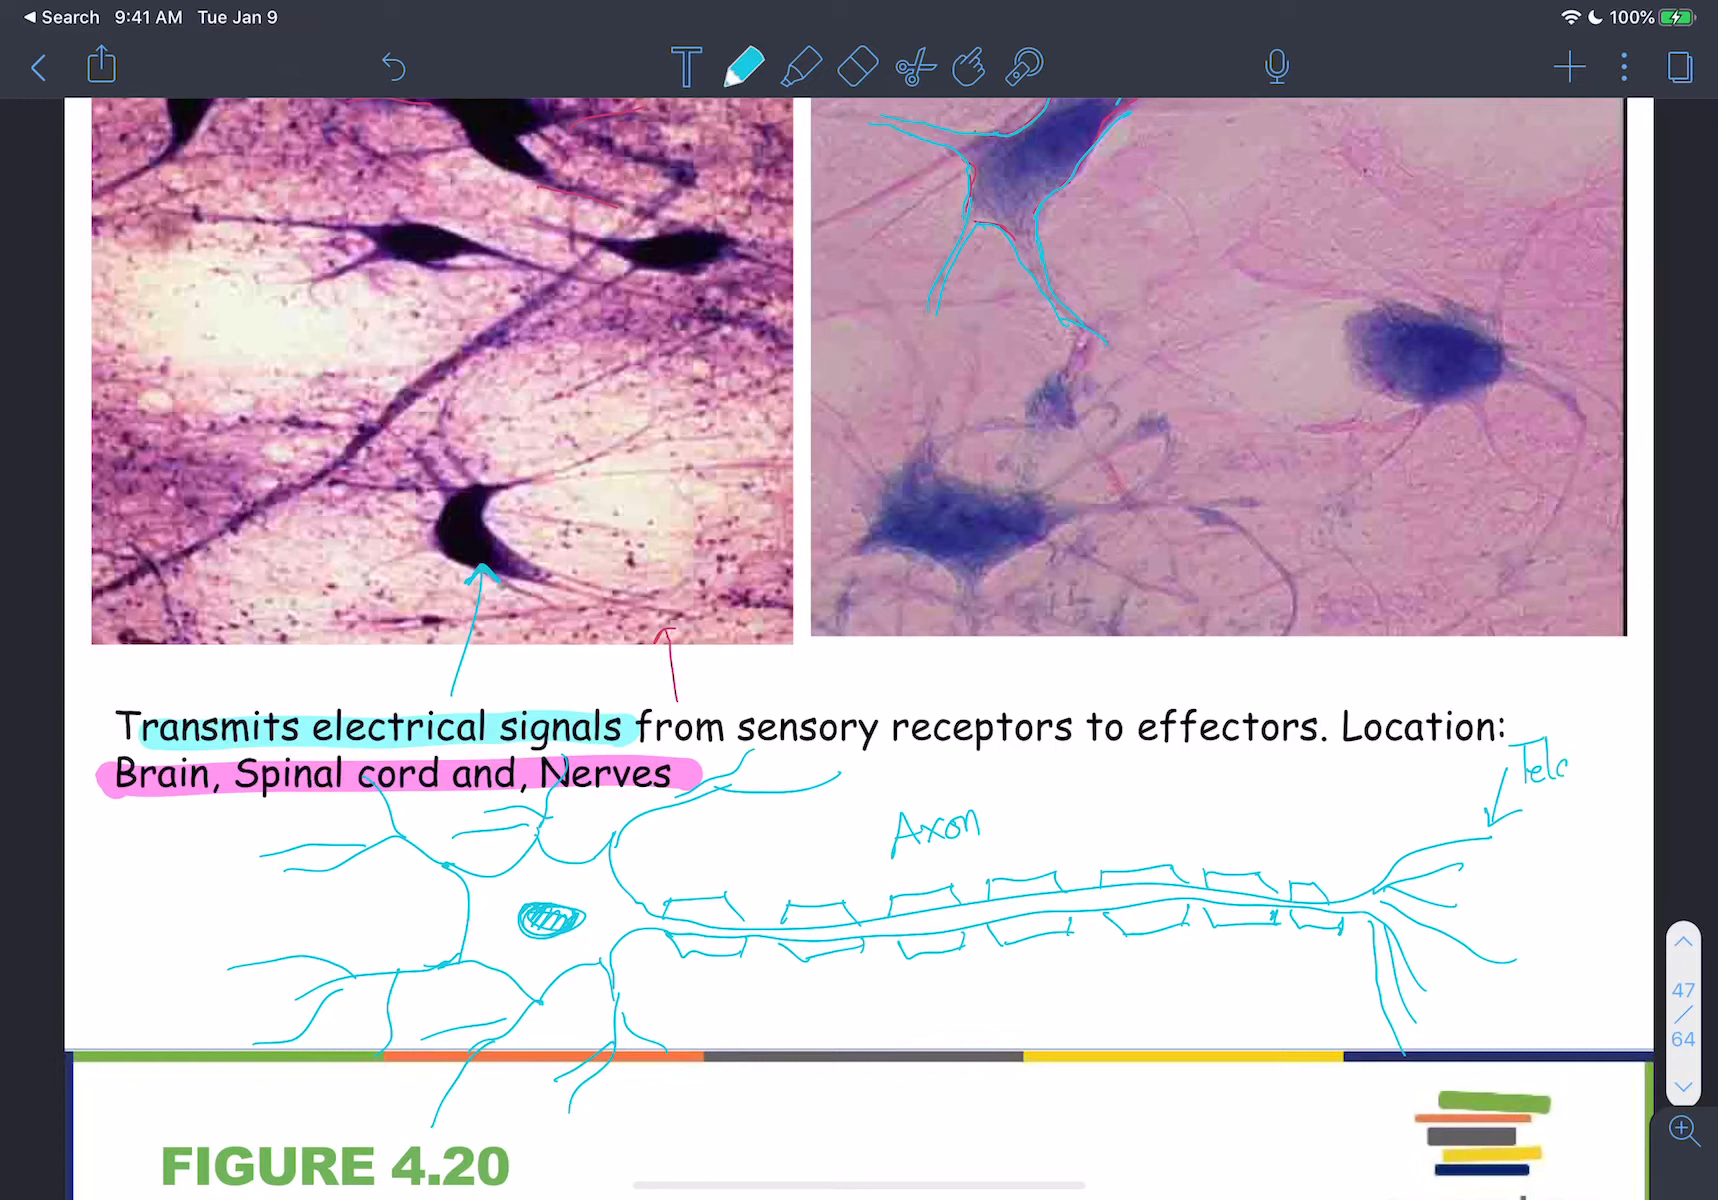 Search 9:41 AM Tue Jan 9 100%
T
Transmits electrical signals from sensory receptors to effectors. Location:
Brain, Spinal cord and, Nerves
Telo
Axon
47
/
64
FIGURE 4.20